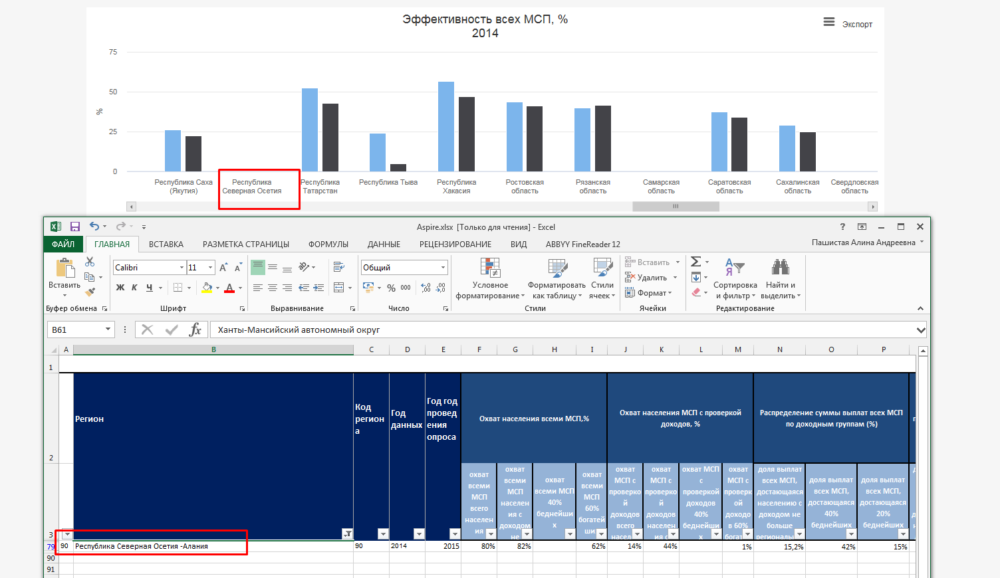 Эффективность всех МСП, %
2014
Экспорт
75
50
25
0
%
Республика Саха
(Якутия)
Республика
Северная Осетия
Республика
Татарстан
Республика Тыва
Республика
Хакасия
Ростовская
область
Рязанская
область
Самарская
область
Саратовская
область
Сахалинская
область
Свердловская
область
Aspire.xlsx [Только для чтения] - Excel
?
ФАЙЛ ГЛАВНАЯ ВСТАВКА РАЗМЕТКА СТРАНИЦЫ ФОРМУЛЫ ДАННЫЕ РЕЦЕНЗИРОВАНИЕ ВИД ABBYY FineReader 12 Пашистая Алина Андреевна
Вставить
Буфер обмена
Calibri 11
Ж К Ч
Шрифт
Выравнивание
Общий
% 000
Число
Условное
форматирование
Форматировать
как таблицу
Стили
ячеек
Стили
Вставить
Удалить
Формат
Ячейки
Сортировка
и фильтр
Найти и
выделить
Редактирование
B61 fx Ханты-Мансийский автономный округ
A B C D E F G H I J K L M N O P
1
2
3
Регион
Код
регион
а
Год
данных
Год год
провед
ения
опроса
Охват населения всеми МСП,%
Охват населения МСП с проверкой
доходов, %
Распределение суммы выплат всех МСП
по доходным группам (%)
охват
всеми
МСП
всего
населен
ия
охват
всеми
МСП
населен
ия с
доходом
не
охват
всеми МСП
40%
беднейши
х
охват
всеми
МСП
60%
богатей
ши
охват
МСП с
проверко
й
доходов
всего
насел
охват
МСП с
проверко
й
доходов
населен
ия с
охват МСП
с
проверкой
доходов
40%
беднейши
х
охват
МСП с
проверк
ой
доходо
в 60%
богат
доля выплат
всех МСП,
достающаяся
населению с
доходом не
больше
региональн
доля выплат
всех МСП,
достающаяся
40%
беднейших
доля выплат
всех МСП,
достающаяся
20%
беднейших
79 90 Республика Северная Осетия -Алания 90 2014 2015 80% 82% 62% 14% 44% 1% 15,2% 42% 15%
90
91